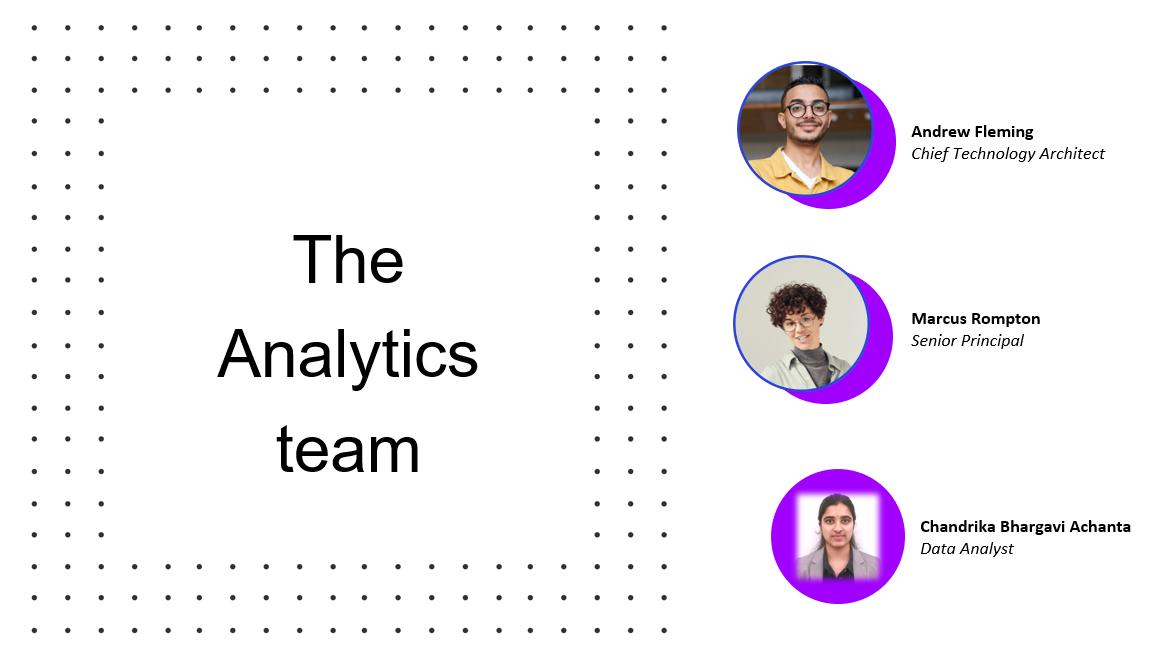 The
Analytics
team
Andrew Fleming
Chief Technology Architect
Marcus Rompton
Senior Principal
Chandrika Bhargavi Achanta
Data Analyst